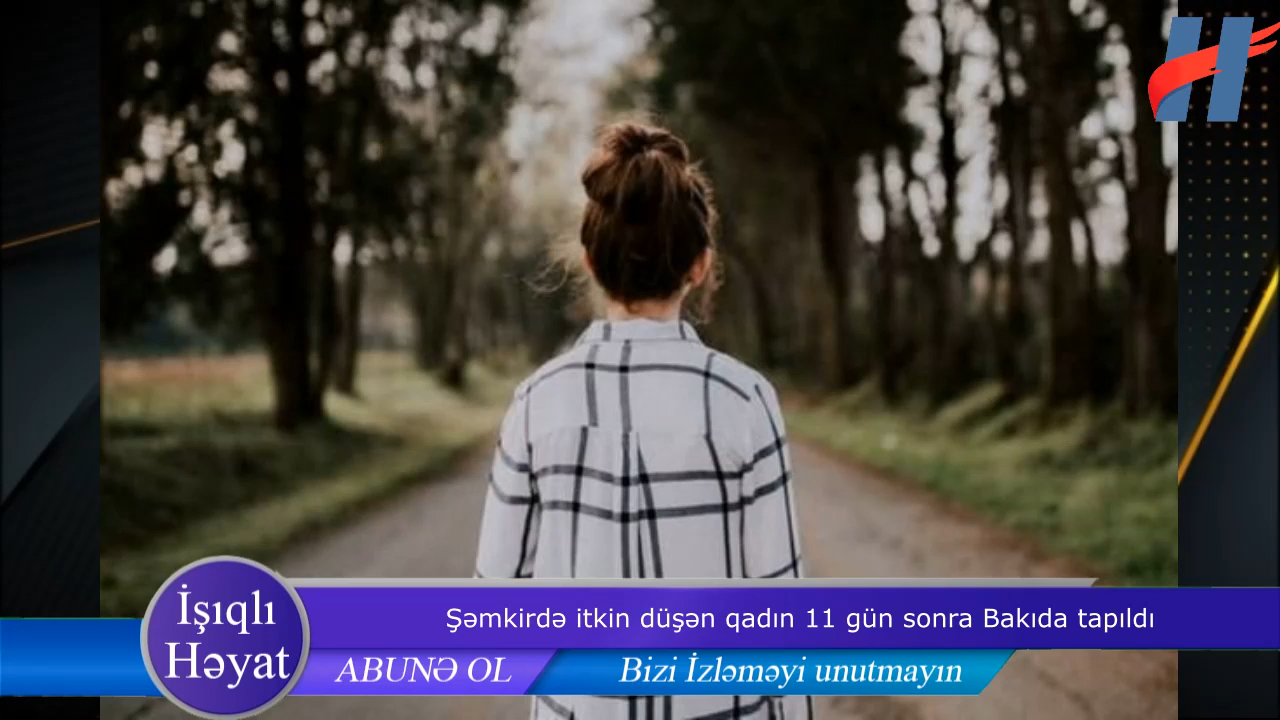 H
İşıqlı
Həyat
Şəmkirdə itkin düşən qadın 11 gün sonra Bakıda tapıldı
ABUNƏ OL
Bizi İzləməyi unutmayın